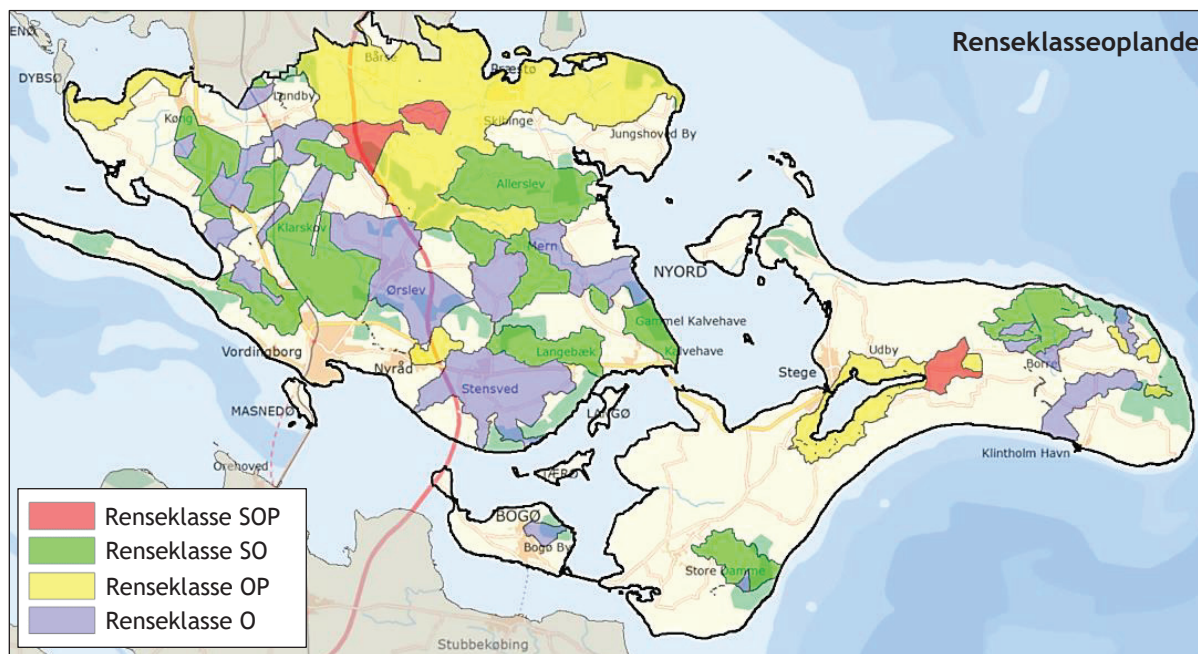 Renseklasseoplande
DYBSØ
Bårse
Præstø
Lundby
Køng
Skibinge
Jungshoved By
Allerslev
Klarskov
Mern
NYORD
Ørslev
Gammel Kalvehave
Kalvehave
Langebæk
Vordingborg
Nyråd
Stensved
Stege
Udby
Borre
MASNEDØ
LANGØ
Klintholm Havn
Orehoved
TÆRØ
BOGØ
Bogø By
Store Damme
Stubbekøbing
Renseklasse SOP
Renseklasse SO
Renseklasse OP
Renseklasse O